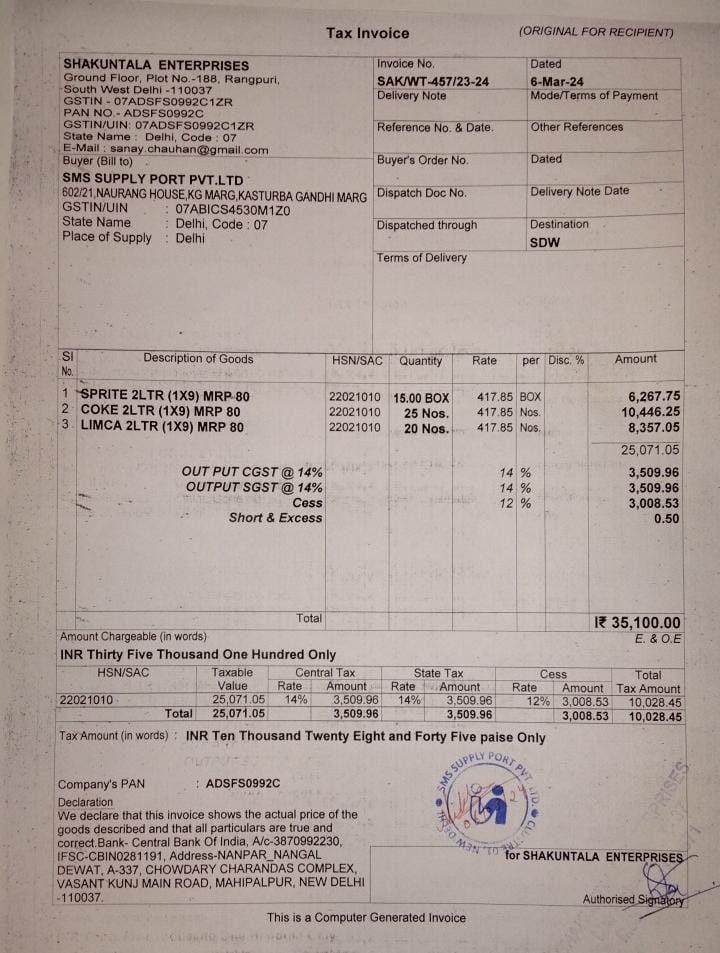 Tax Invoice
(ORIGINAL FOR RECIPIENT)
SHAKUNTALA ENTERPRISES
Ground Floor, Plot No.-188, Rangpuri,
South West Delhi -110037
GSTIN - 07ADSFS0992C1ZR
PAN NO.- ADSFS0992C
GSTIN/UIN: 07ADSFS0992C1ZR
State Name : Delhi, Code : 07
E-Mail : sanay.chauhan@gmail.com
Invoice No.
SAK/WT-457/23-24
Dated
6-Mar-24
Delivery Note
Mode/Terms of Payment
Reference No. & Date.
Other References
Buyer (Bill to)
SMS SUPPLY PORT PVT.LTD
602/21,NAURANG HOUSE,KG MARG,KASTURBA GANDHI MARG
GSTIN/UIN : 07ABICS4530M1Z0
State Name : Delhi, Code : 07
Place of Supply : Delhi
Buyer's Order No.
Dated
Dispatch Doc No.
Delivery Note Date
Dispatched through
Destination
SDW
Terms of Delivery
Sl No. Description of Goods HSN/SAC Quantity Rate per Disc. % Amount
1 SPRITE 2LTR (1X9) MRP 80 22021010 15.00 BOX 417.85 BOX 6,267.75
2 COKE 2LTR (1X9) MRP 80 22021010 25 Nos. 417.85 Nos. 10,446.25
3 LIMCA 2LTR (1X9) MRP 80 22021010 20 Nos. 417.85 Nos. 8,357.05
25,071.05
OUT PUT CGST @ 14% 14 % 3,509.96
OUTPUT SGST @ 14% 14 % 3,509.96
Cess 12 % 3,008.53
Short & Excess 0.50
Total I₹ 35,100.00
Amount Chargeable (in words) E. & O.E
INR Thirty Five Thousand One Hundred Only
HSN/SAC Taxable Value Central Tax Rate Amount State Tax Rate Amount Cess Rate Amount Total Tax Amount
22021010 25,071.05 14% 3,509.96 14% 3,509.96 12% 3,008.53 10,028.45
Total 25,071.05 3,509.96 3,509.96 3,008.53 10,028.45
Tax Amount (in words) : INR Ten Thousand Twenty Eight and Forty Five paise Only
Company's PAN : ADSFS0992C
Declaration
We declare that this invoice shows the actual price of the
goods described and that all particulars are true and
correct.Bank- Central Bank Of India, A/c-3870992230,
IFSC-CBIN0281191, Address-NANPAR_NANGAL
DEWAT, A-337, CHOWDARY CHARANDAS COMPLEX,
VASANT KUNJ MAIN ROAD, MAHIPALPUR, NEW DELHI
-110037.
SMS SUPPLY PORT PVT. LTD.
NEW DELHI
for SHAKUNTALA ENTERPRISES
Authorised Signatory
This is a Computer Generated Invoice